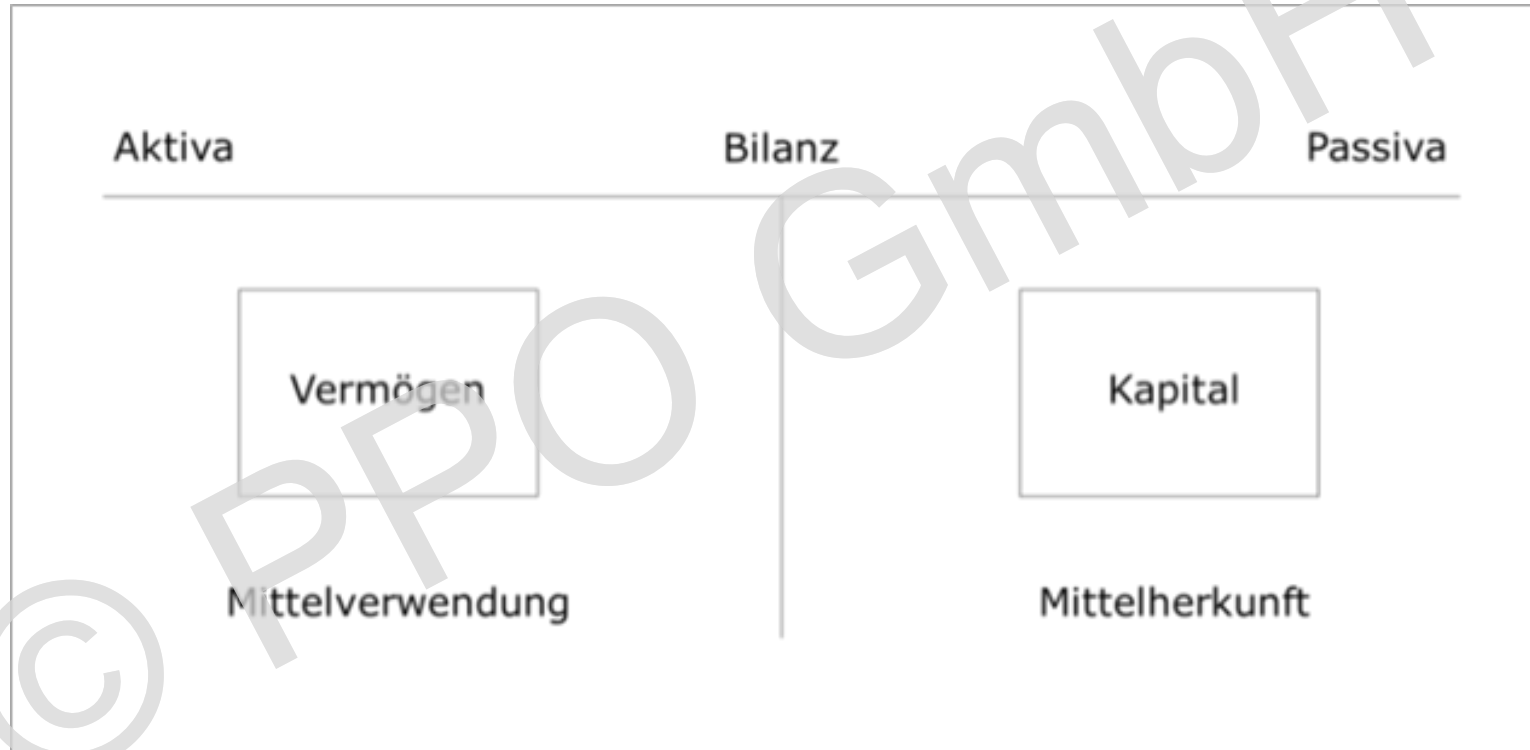 Aktiva Bilanz Passiva
Vermögen Kapital
Mittelverwendung Mittelherkunft
© PPO GmbH